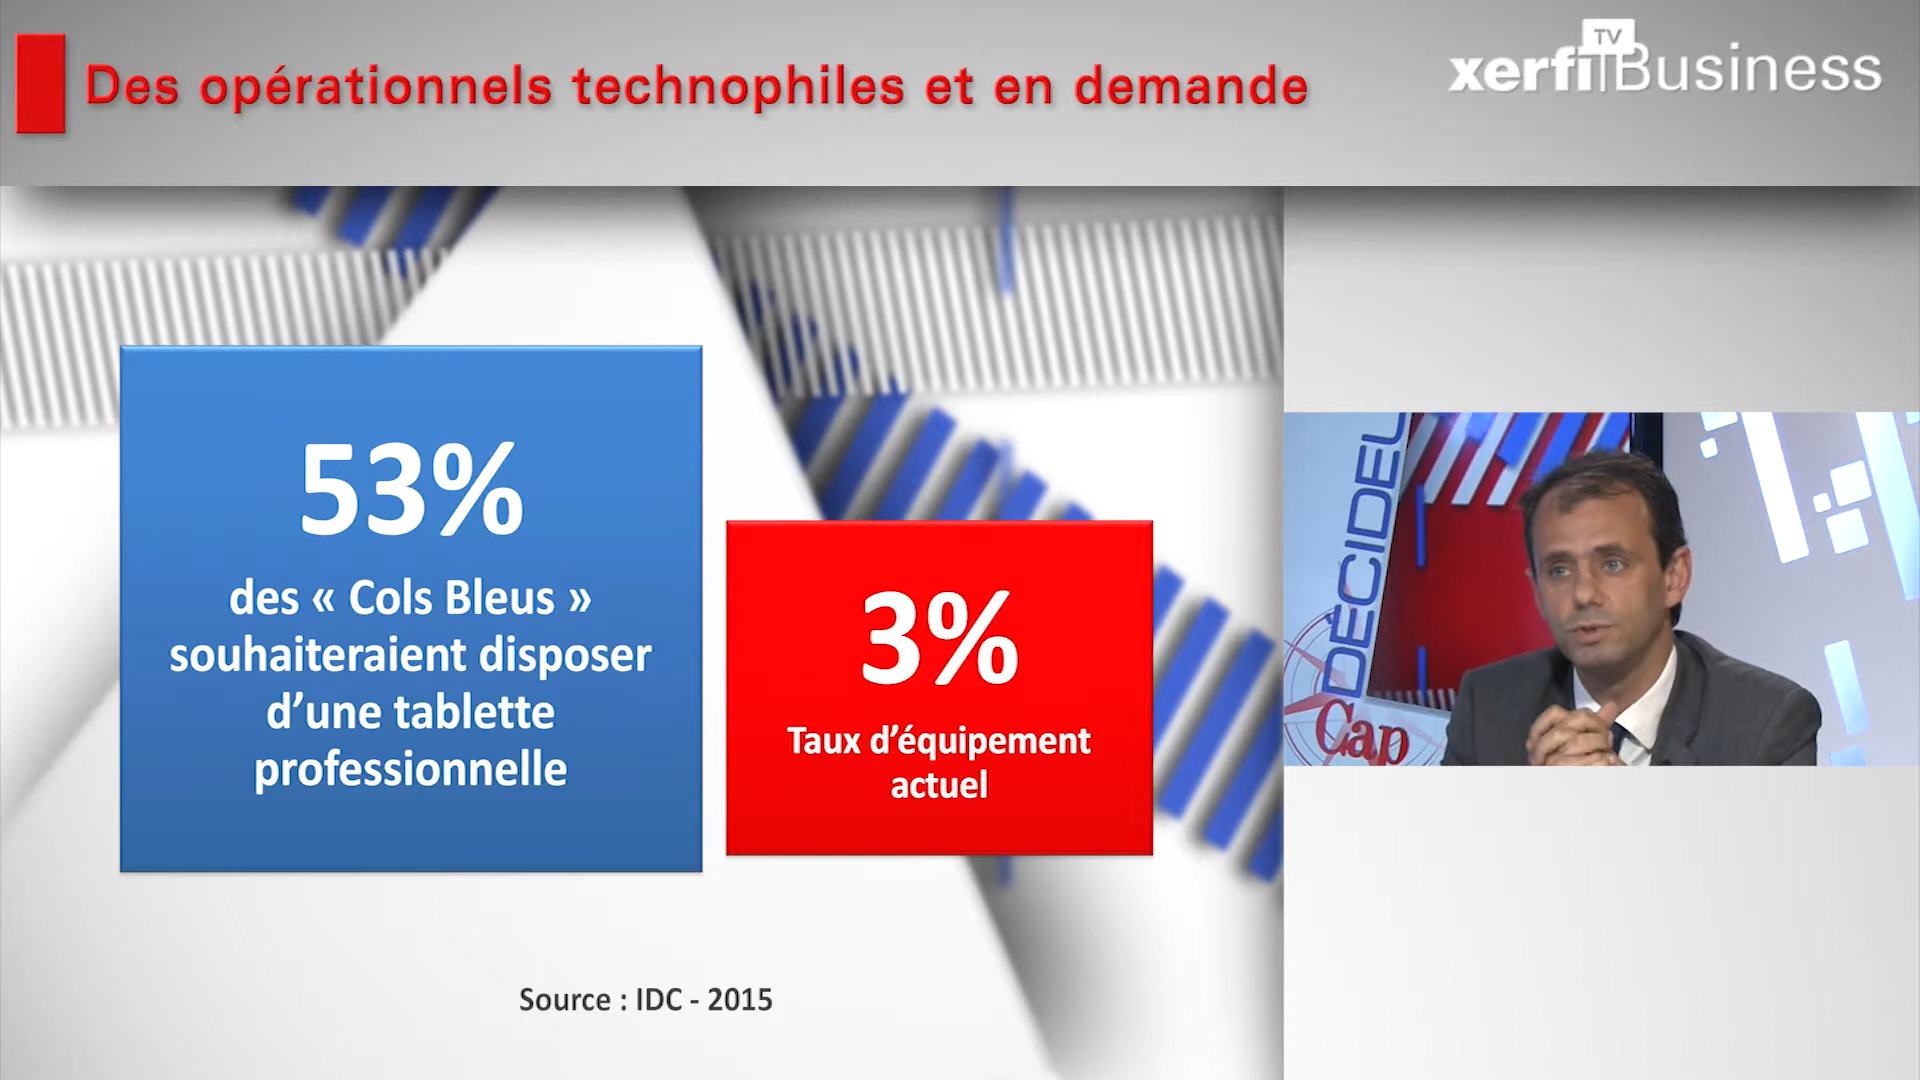 Des opérationnels technophiles et en demande
TV
xerfi Business
53%
des « Cols Bleus »
souhaiteraient disposer
d'une tablette
professionnelle
3%
Taux d'équipement
actuel
Source : IDC - 2015
Cap